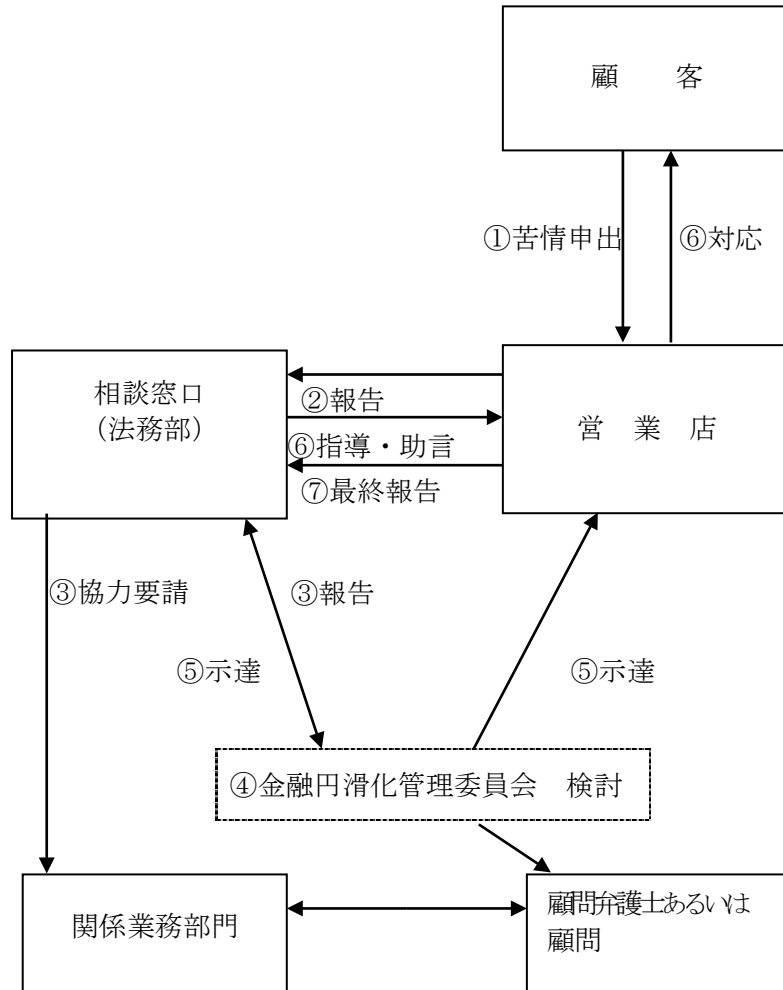 顧　　客
①苦情申出
⑥対応
相談窓口
（法務部）
②報告
⑥指導・助言
⑦最終報告
営　業　店
③協力要請
③報告
⑤示達
⑤示達
④金融円滑化管理委員会　検討
関係業務部門
顧問弁護士あるいは
顧問